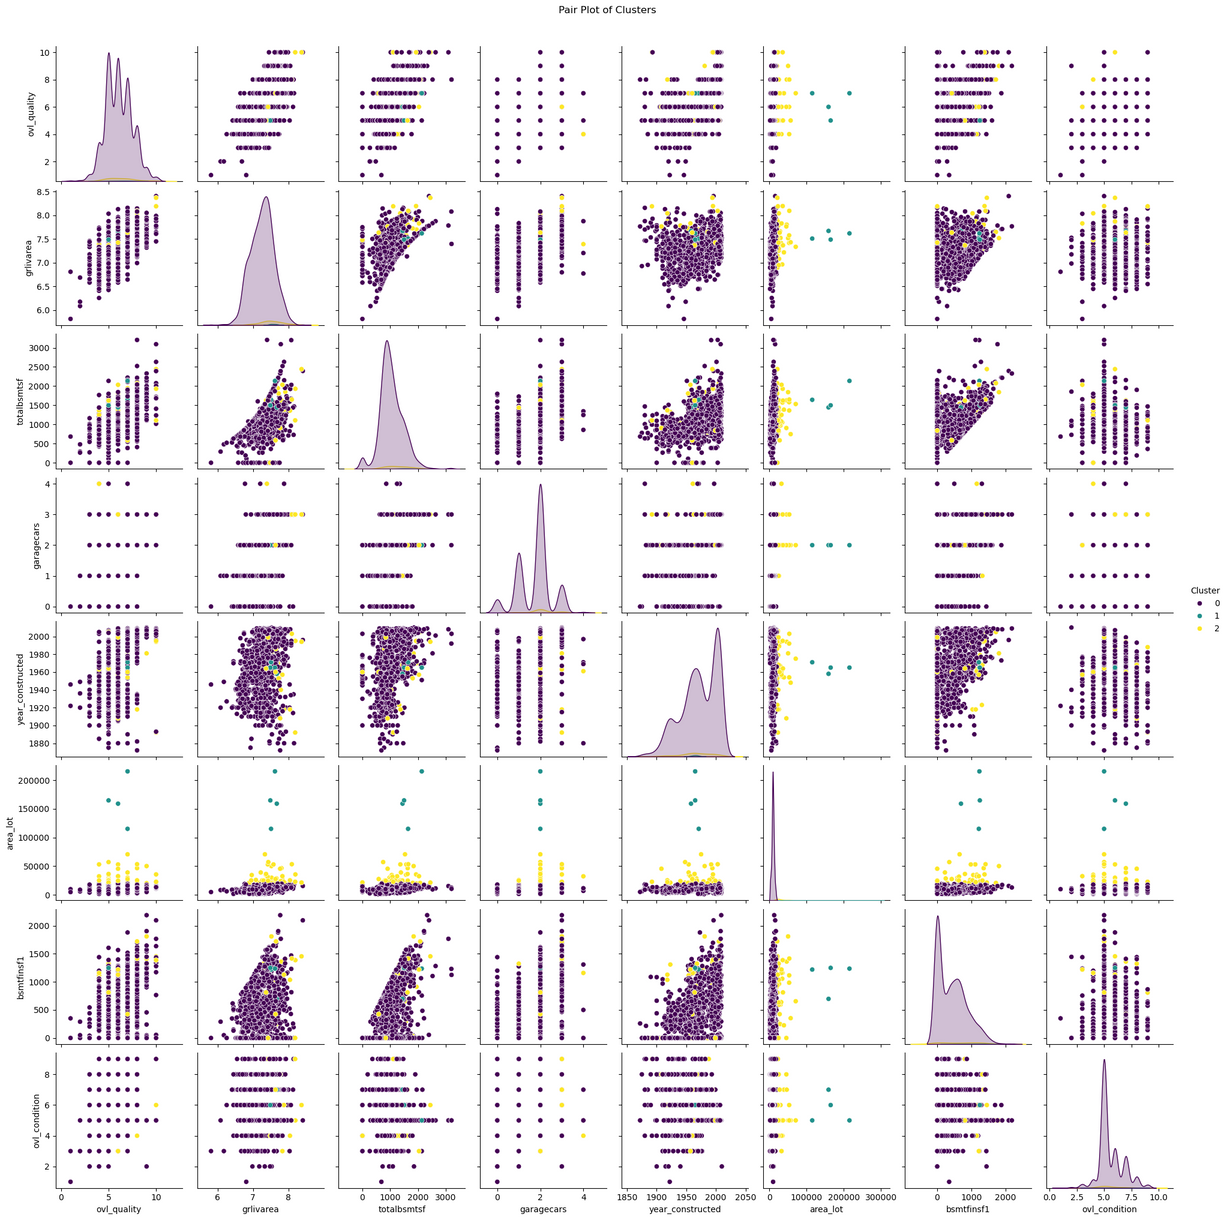 Pair Plot of Clusters
10
8
6
4
2
ovl_quality
8.5
8.0
7.5
7.0
6.5
6.0
grlivarea
3000
2500
2000
1500
1000
500
0
totalbsmtsf
4
3
2
1
0
garagecars
Cluster
0
1
2
2000
1980
1960
1940
1920
1900
1880
year_constructed
200000
150000
100000
50000
0
area_lot
2000
1500
1000
500
0
bsmtfinsf1
8
6
4
2
ovl_condition
0 5 10
6 7 8
0 1000 2000 3000
0 2 4
1850 1900 1950 2000 2050
0 100000 200000 300000
0 1000 2000
0.0 2.5 5.0 7.5 10.0
ovl_quality grlivarea totalbsmtsf garagecars year_constructed area_lot bsmtfinsf1 ovl_condition